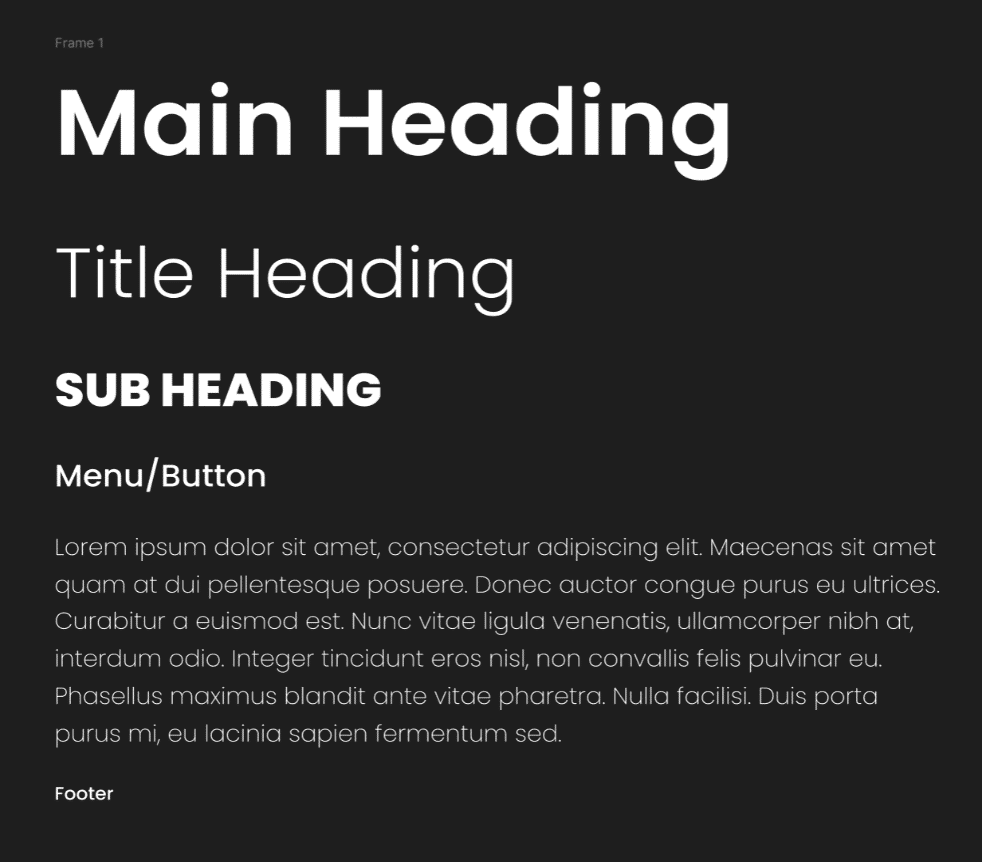 Frame 1
Main Heading
Title Heading
SUB HEADING
Menu/Button
Lorem ipsum dolor sit amet, consectetur adipiscing elit. Maecenas sit amet
quam at dui pellentesque posuere. Donec auctor congue purus eu ultrices.
Curabitur a euismod est. Nunc vitae ligula venenatis, ullamcorper nibh at,
interdum odio. Integer tincidunt eros nisl, non convallis felis pulvinar eu.
Phasellus maximus blandit ante vitae pharetra. Nulla facilisi. Duis porta
purus mi, eu lacinia sapien fermentum sed.
Footer